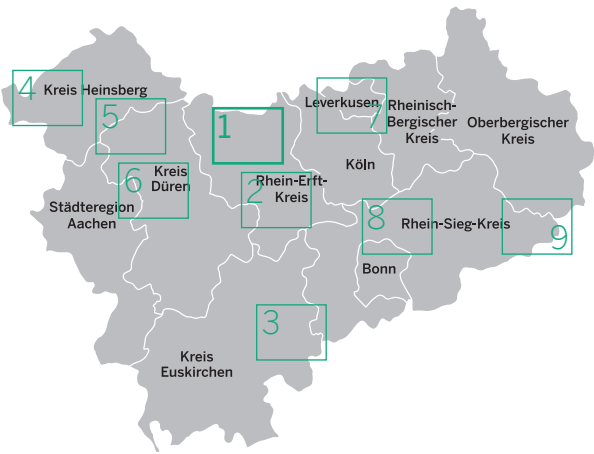 4
Kreis Heinsberg
5
1
Leverkusen
7
Rheinisch-
Bergischer
Kreis
Oberbergischer
Kreis
Köln
6
Kreis
Düren
2
Rhein-Erft-
Kreis
Städteregion
Aachen
8
Rhein-Sieg-Kreis
9
Bonn
3
Kreis
Euskirchen